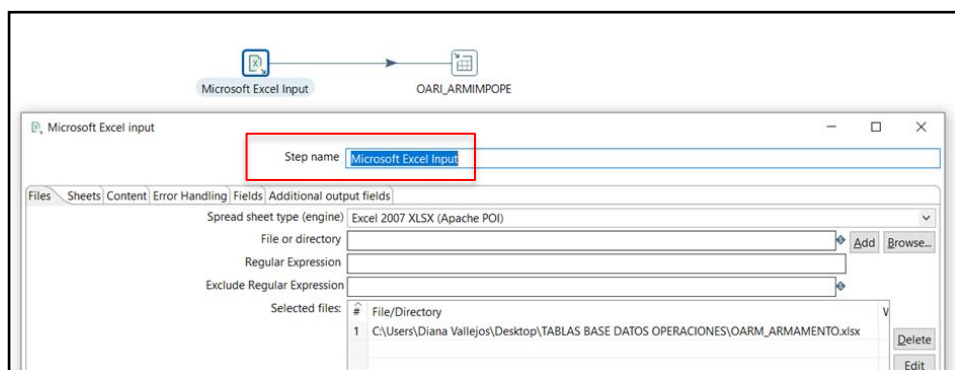 Microsoft Excel Input
OARI_ARMIMPOPE
Microsoft Excel input
Step name Microsoft Excel Input
Files Sheets Content Error Handling Fields Additional output fields
Spread sheet type (engine) Excel 2007 XLSX (Apache POI)
File or directory Add Browse...
Regular Expression
Exclude Regular Expression
Selected files: # File/Directory
1 C:\Users\Diana Vallejos\Desktop\TABLAS BASE DATOS OPERACIONES\OARM_ARMAMENTO.xlsx
Delete
Edit